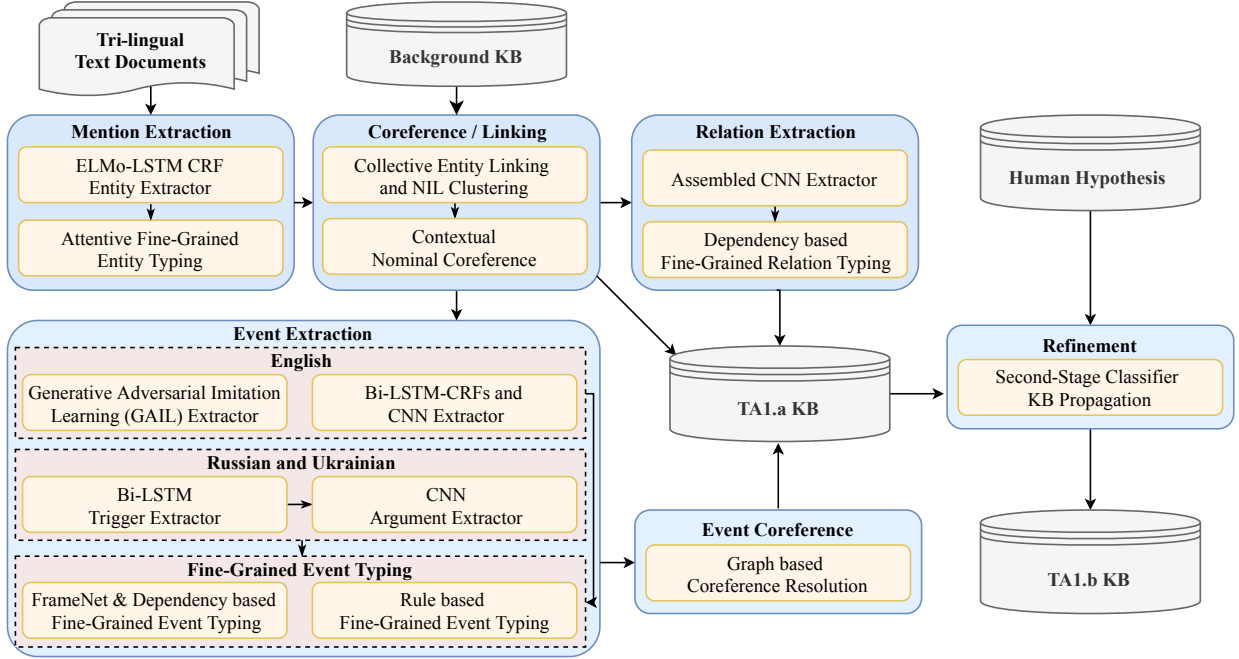 Tri-lingual
Text Documents
Background KB
Mention Extraction
ELMo-LSTM CRF
Entity Extractor
Attentive Fine-Grained
Entity Typing
Coreference / Linking
Collective Entity Linking
and NIL Clustering
Contextual
Nominal Coreference
Relation Extraction
Assembled CNN Extractor
Dependency based
Fine-Grained Relation Typing
Human Hypothesis
Event Extraction
English
Generative Adversarial Imitation
Learning (GAIL) Extractor
Bi-LSTM-CRFs and
CNN Extractor
Russian and Ukrainian
Bi-LSTM
Trigger Extractor
CNN
Argument Extractor
Fine-Grained Event Typing
FrameNet & Dependency based
Fine-Grained Event Typing
Rule based
Fine-Grained Event Typing
TA1.a KB
Event Coreference
Graph based
Coreference Resolution
Refinement
Second-Stage Classifier
KB Propagation
TA1.b KB